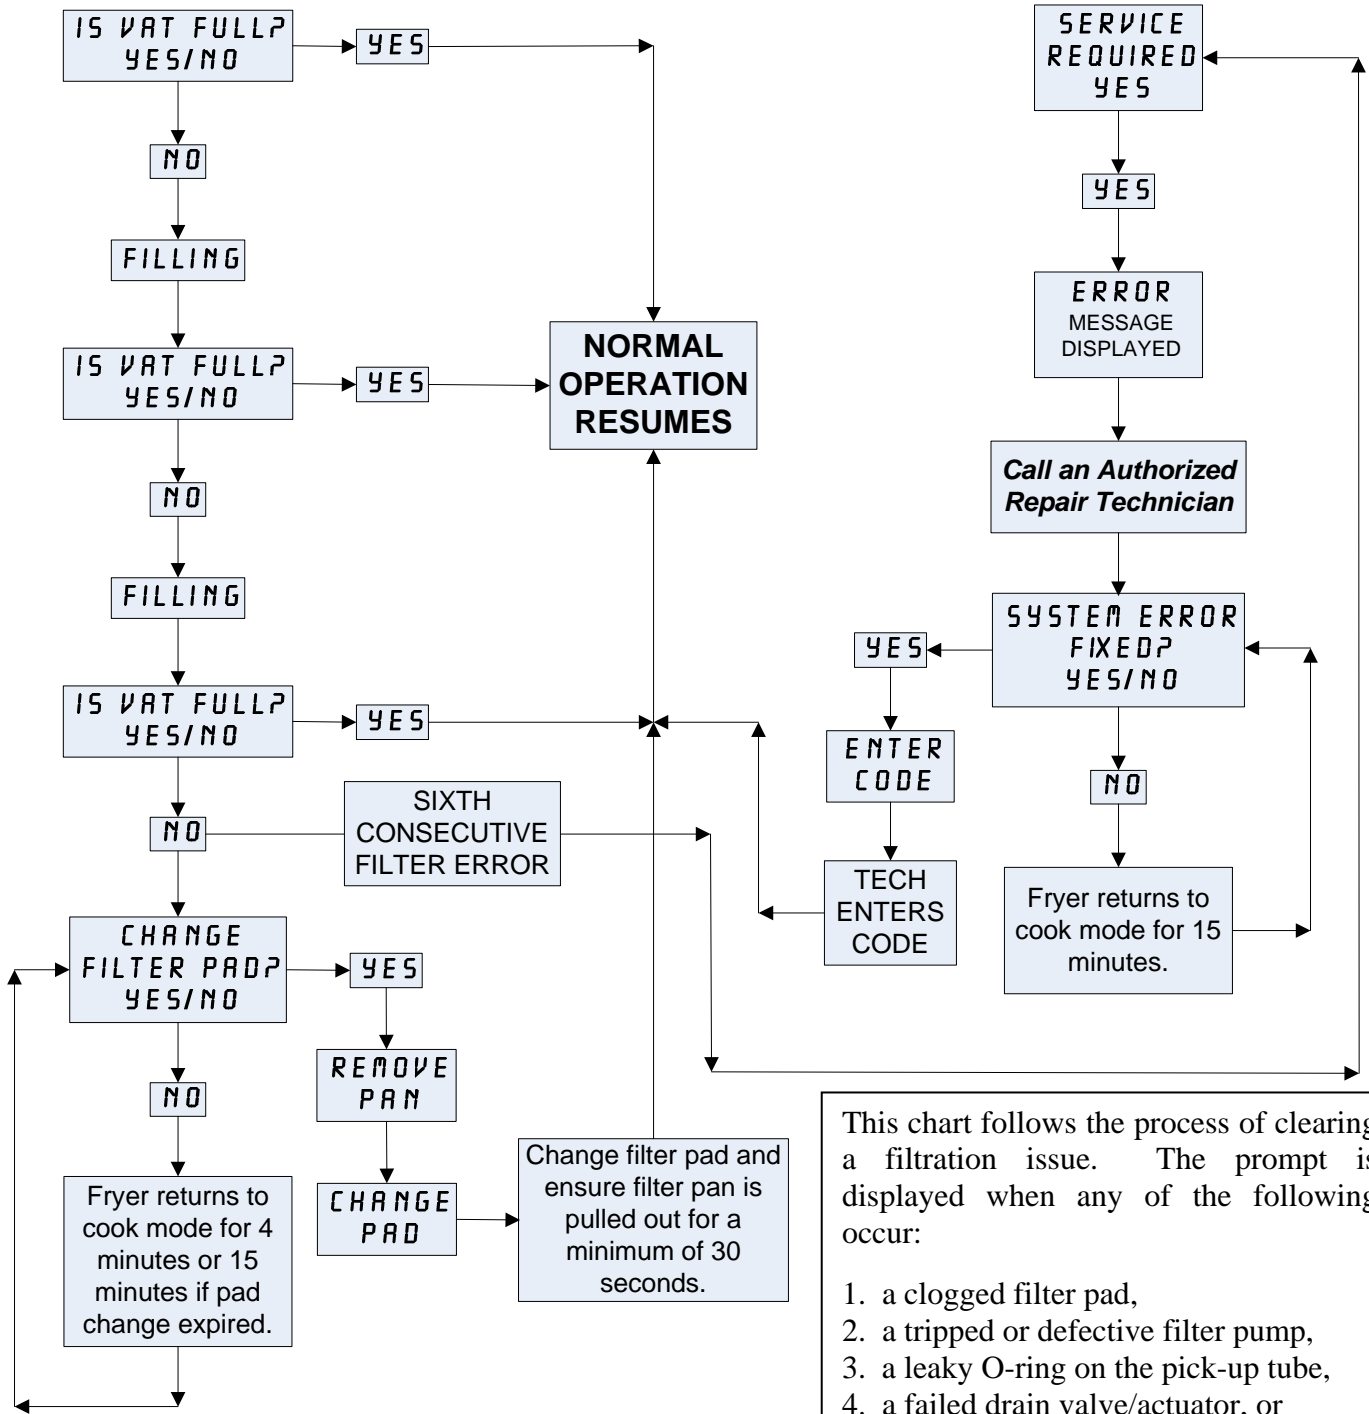 IS VAT FULL?
YES/NO
YES
NO
FILLING
IS VAT FULL?
YES/NO
YES
NO
FILLING
IS VAT FULL?
YES/NO
YES
NO
SIXTH
CONSECUTIVE
FILTER ERROR
CHANGE
FILTER PAD?
YES/NO
YES
REMOVE
PAN
CHANGE
PAD
Change filter pad and
ensure filter pan is
pulled out for a
minimum of 30
seconds.
NO
Fryer returns to
cook mode for 4
minutes or 15
minutes if pad
change expired.
NORMAL
OPERATION
RESUMES
SERVICE
REQUIRED
YES
YES
ERROR
MESSAGE
DISPLAYED
Call an Authorized
Repair Technician
SYSTEM ERROR
FIXED?
YES/NO
YES
ENTER
CODE
TECH
ENTERS
CODE
NO
Fryer returns to
cook mode for 15
minutes.
This chart follows the process of clearing
a filtration issue. The prompt is
displayed when any of the following
occur:
1. a clogged filter pad,
2. a tripped or defective filter pump,
3. a leaky O-ring on the pick-up tube,
4. a failed drain valve/actuator, or